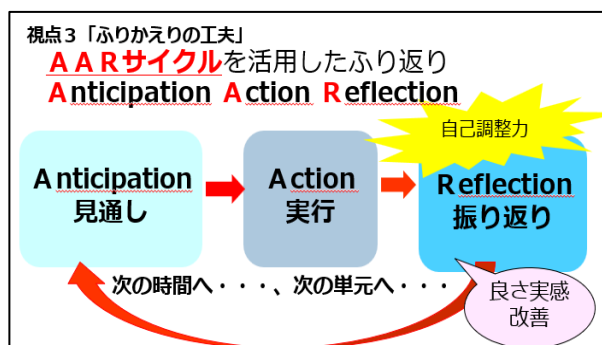 視点3「ふりかえりの工夫」
AARサイクルを活用したふり返り
Anticipation Action Reflection
自己調整力
Anticipation
見通し
Action
実行
Reflection
振り返り
次の時間へ・・・、次の単元へ・・・
良さ実感
改善